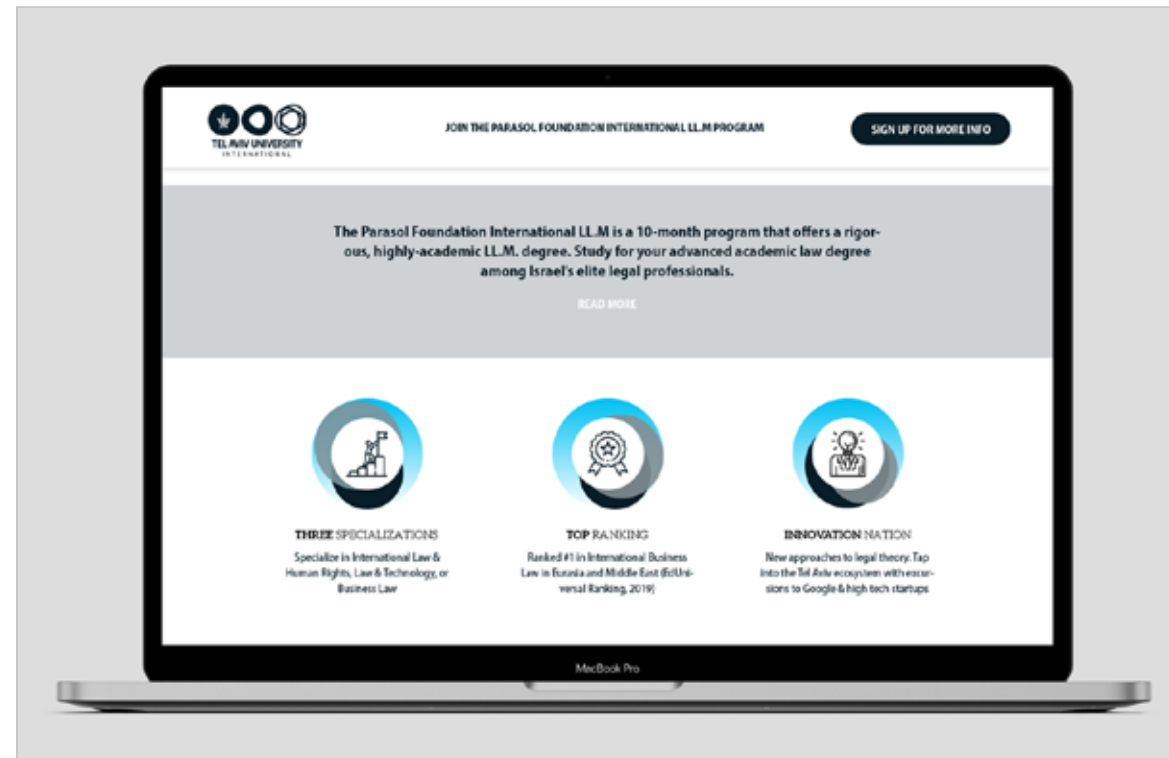 TEL AVIV UNIVERSITY
INTERNATIONAL
JOIN THE PARASOL FOUNDATION INTERNATIONAL LL.M PROGRAM
SIGN UP FOR MORE INFO
The Parasol Foundation International LL.M is a 10-month program that offers a rigor-
ous, highly-academic LL.M. degree. Study for your advanced academic law degree
among Israel's elite legal professionals.
READ MORE
THREE SPECIALIZATIONS
Specialize in International Law &
Human Rights, Law & Technology, or
Business Law
TOP RANKING
Ranked #1 in International Business
Law in Eurasia and Middle East (EdUni-
versal Ranking, 2019)
INNOVATION NATION
New approaches to legal theory. Tap
into the Tel Aviv ecosystem with excur-
sions to Google & high tech startups
MacBook Pro